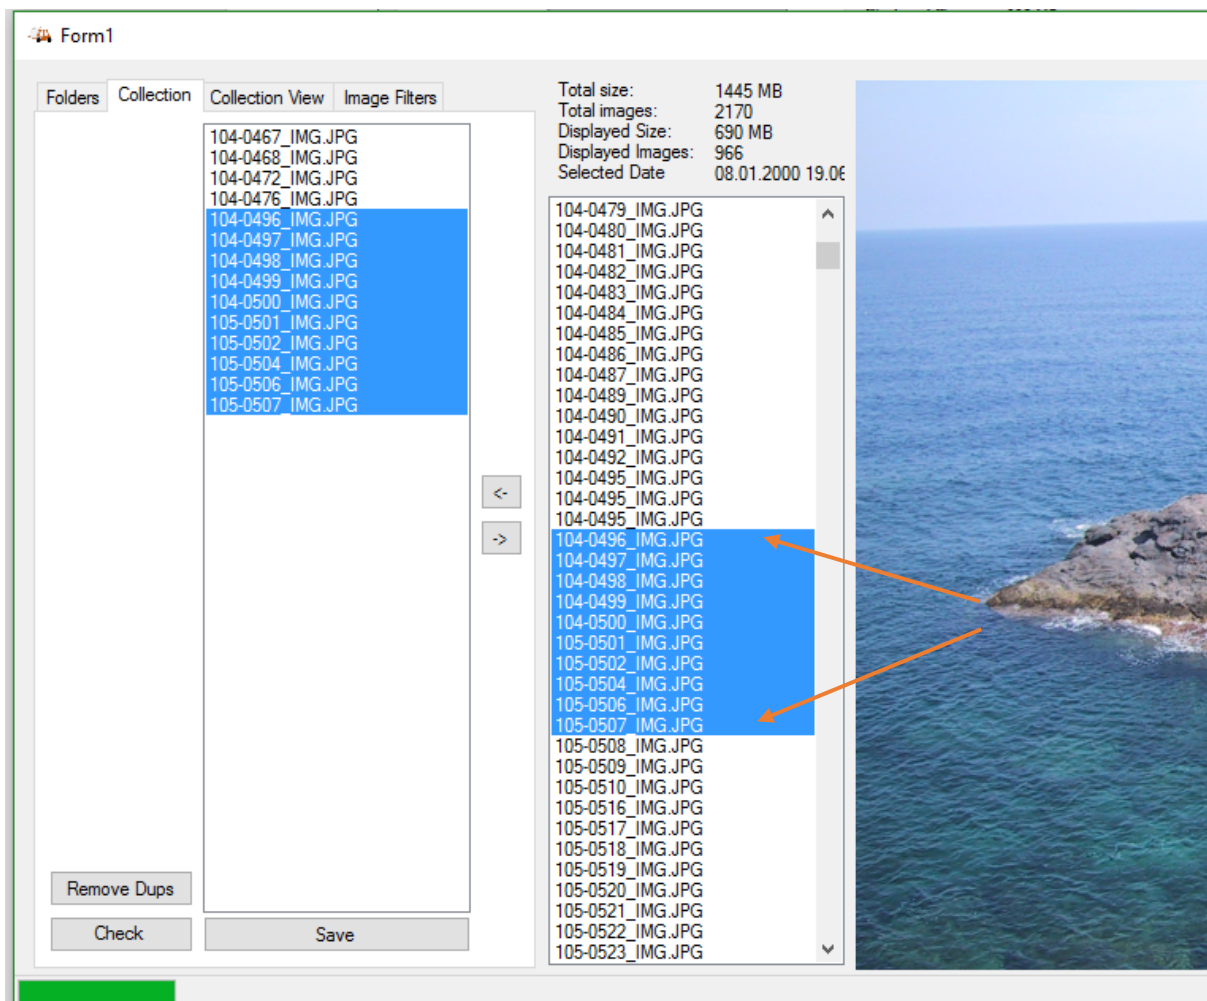 Form1
Folders Collection Collection View Image Filters
104-0467_IMG.JPG
104-0468_IMG.JPG
104-0472_IMG.JPG
104-0476_IMG.JPG
104-0496_IMG.JPG
104-0497_IMG.JPG
104-0498_IMG.JPG
104-0499_IMG.JPG
104-0500_IMG.JPG
105-0501_IMG.JPG
105-0502_IMG.JPG
105-0504_IMG.JPG
105-0506_IMG.JPG
105-0507_IMG.JPG
Remove Dups
Check
Save
<-
->
Total size: 1445 MB
Total images: 2170
Displayed Size: 690 MB
Displayed Images: 966
Selected Date 08.01.2000 19.06
104-0479_IMG.JPG
104-0480_IMG.JPG
104-0481_IMG.JPG
104-0482_IMG.JPG
104-0483_IMG.JPG
104-0484_IMG.JPG
104-0485_IMG.JPG
104-0486_IMG.JPG
104-0487_IMG.JPG
104-0489_IMG.JPG
104-0490_IMG.JPG
104-0491_IMG.JPG
104-0492_IMG.JPG
104-0495_IMG.JPG
104-0495_IMG.JPG
104-0495_IMG.JPG
104-0496_IMG.JPG
104-0497_IMG.JPG
104-0498_IMG.JPG
104-0499_IMG.JPG
104-0500_IMG.JPG
105-0501_IMG.JPG
105-0502_IMG.JPG
105-0504_IMG.JPG
105-0506_IMG.JPG
105-0507_IMG.JPG
105-0508_IMG.JPG
105-0509_IMG.JPG
105-0510_IMG.JPG
105-0516_IMG.JPG
105-0517_IMG.JPG
105-0518_IMG.JPG
105-0519_IMG.JPG
105-0520_IMG.JPG
105-0521_IMG.JPG
105-0522_IMG.JPG
105-0523_IMG.JPG